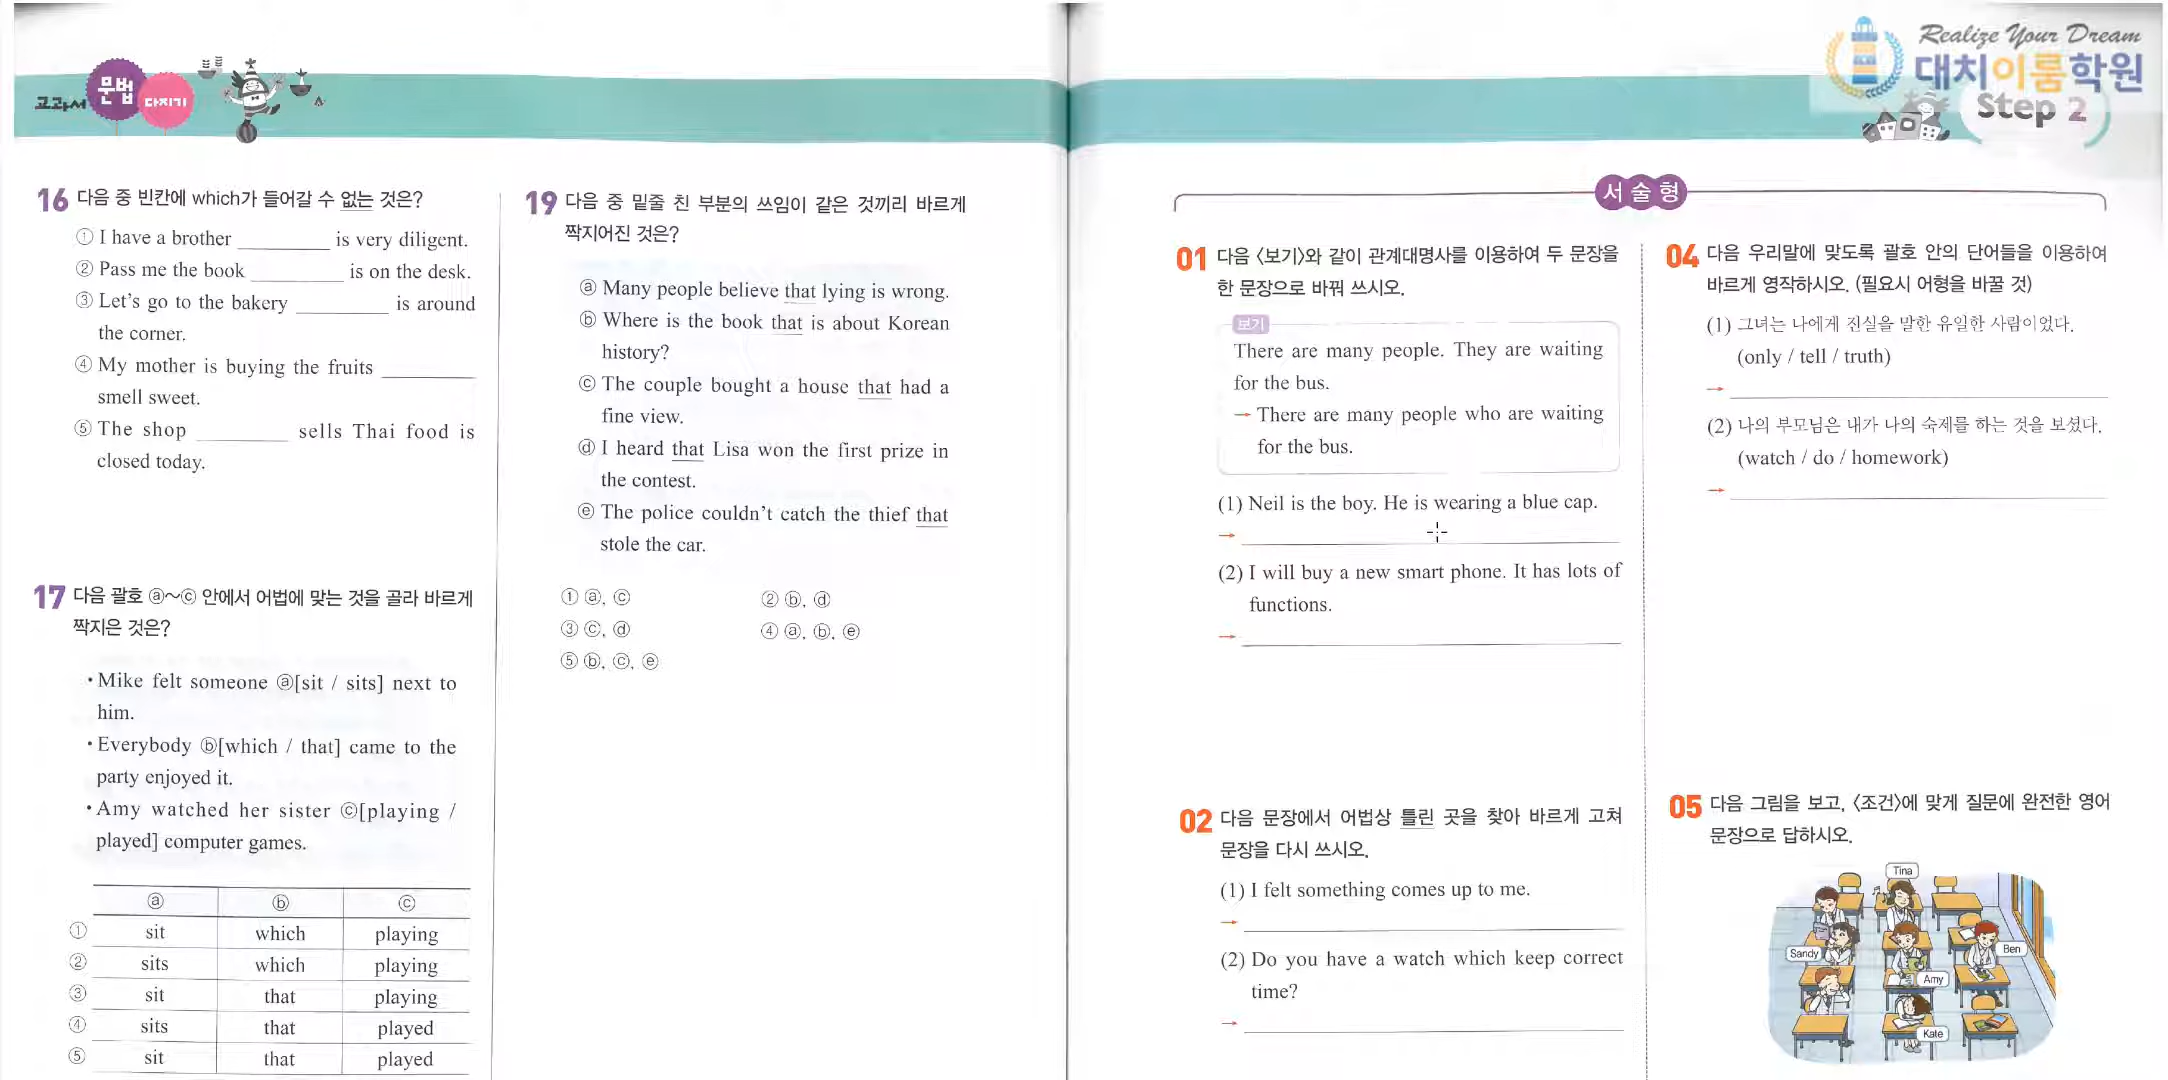 교과서 문법 다지기
Realize Your Dream
대치이룸학원
Step 2
16 다음 중 빈칸에 which가 들어갈 수 없는 것은?
① I have a brother ________ is very diligent.
② Pass me the book ________ is on the desk.
③ Let's go to the bakery ________ is around
the corner.
④ My mother is buying the fruits ________
smell sweet.
⑤ The shop ________ sells Thai food is
closed today.
17 다음 괄호 ⓐ~ⓒ 안에서 어법에 맞는 것을 골라 바르게
짝지은 것은?
• Mike felt someone ⓐ[sit / sits] next to
him.
• Everybody ⓑ[which / that] came to the
party enjoyed it.
• Amy watched her sister ⓒ[playing /
played] computer games.
ⓐ ⓑ ⓒ
① sit which playing
② sits which playing
③ sit that playing
④ sits that played
⑤ sit that played
19 다음 중 밑줄 친 부분의 쓰임이 같은 것끼리 바르게
짝지어진 것은?
ⓐ Many people believe that lying is wrong.
ⓑ Where is the book that is about Korean
history?
ⓒ The couple bought a house that had a
fine view.
ⓓ I heard that Lisa won the first prize in
the contest.
ⓔ The police couldn't catch the thief that
stole the car.
① ⓐ, ⓒ ② ⓑ, ⓓ
③ ⓒ, ⓓ ④ ⓐ, ⓑ, ⓔ
⑤ ⓑ, ⓒ, ⓔ
서술형
01 다음 <보기>와 같이 관계대명사를 이용하여 두 문장을
한 문장으로 바꿔 쓰시오.
보기
There are many people. They are waiting
for the bus.
→ There are many people who are waiting
for the bus.
(1) Neil is the boy. He is wearing a blue cap.
→
(2) I will buy a new smart phone. It has lots of
functions.
→
02 다음 문장에서 어법상 틀린 곳을 찾아 바르게 고쳐
문장을 다시 쓰시오.
(1) I felt something comes up to me.
→
(2) Do you have a watch which keep correct
time?
→
04 다음 우리말에 맞도록 괄호 안의 단어들을 이용하여
바르게 영작하시오. (필요시 어형을 바꿀 것)
(1) 그녀는 나에게 진실을 말한 유일한 사람이었다.
(only / tell / truth)
→
(2) 나의 부모님은 내가 나의 숙제를 하는 것을 보셨다.
(watch / do / homework)
→
05 다음 그림을 보고, <조건>에 맞게 질문에 완전한 영어
문장으로 답하시오.
Tina
Sandy
Ben
Amy
Kate